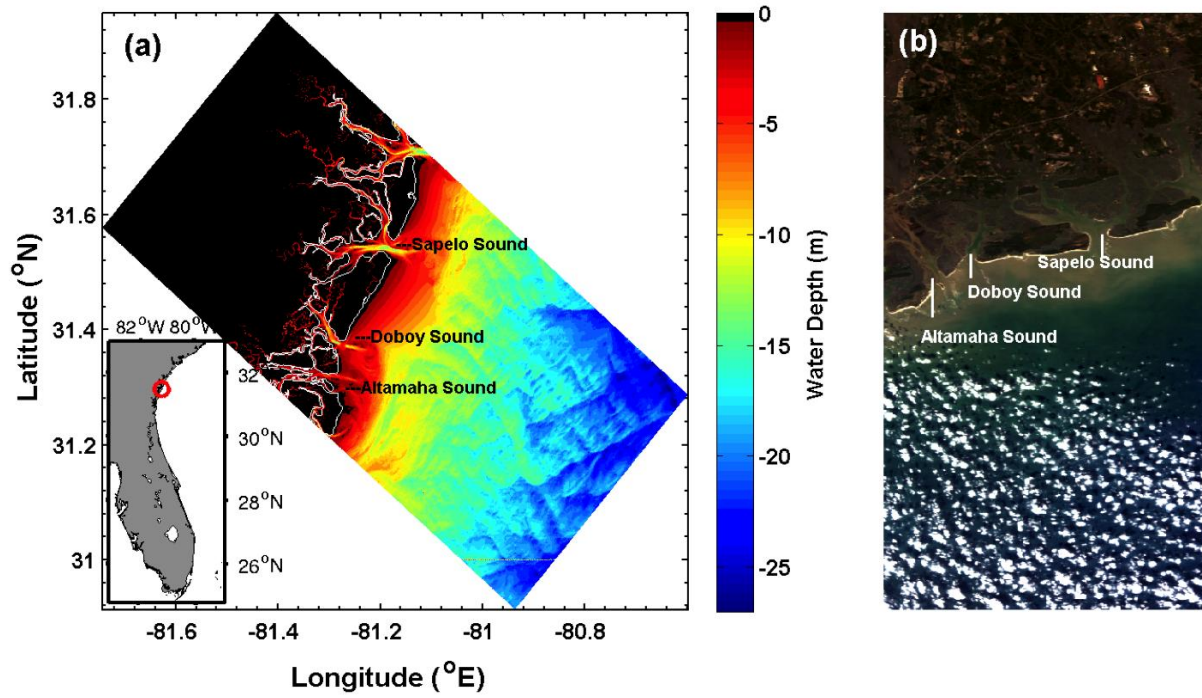 (a)
Latitude (°N)
31.8
31.6
31.4
31.2
31
-81.6
-81.4
-81.2
-81
-80.8
Longitude (°E)
---Sapelo Sound
---Doboy Sound
---Altamaha Sound
82°W 80°W
32°
30°N
28°N
26°N
0
-5
-10
-15
-20
-25
Water Depth (m)
(b)
Sapelo Sound
Doboy Sound
Altamaha Sound